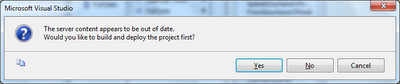 Microsoft Visual Studio
The server content appears to be out of date.
Would you like to build and deploy the project first?
Yes No Cancel